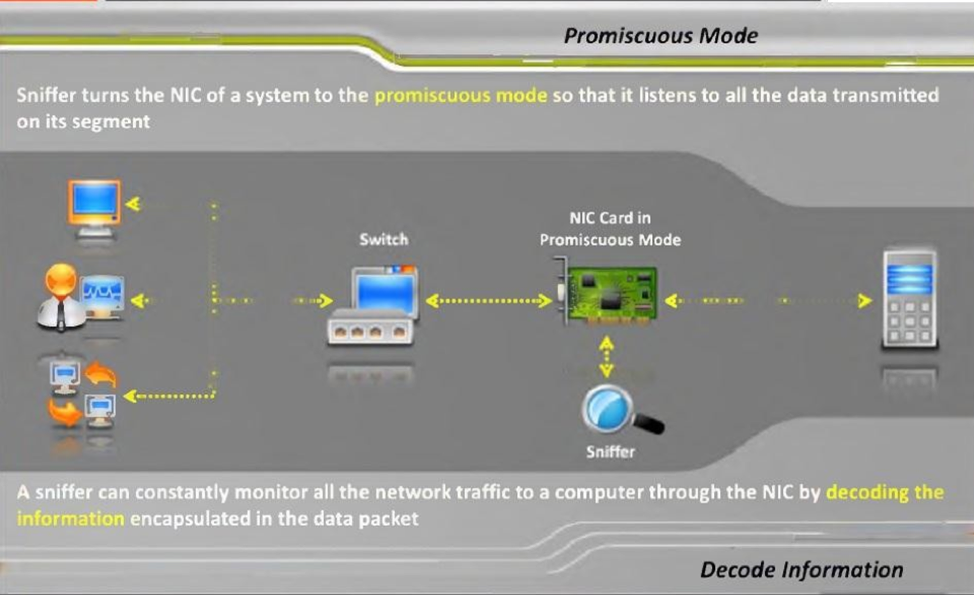 Promiscuous Mode
Sniffer turns the NIC of a system to the promiscuous mode so that it listens to all the data transmitted
on its segment
NIC Card in
Promiscuous Mode
Switch
Sniffer
A sniffer can constantly monitor all the network traffic to a computer through the NIC by decoding the
information encapsulated in the data packet
Decode Information